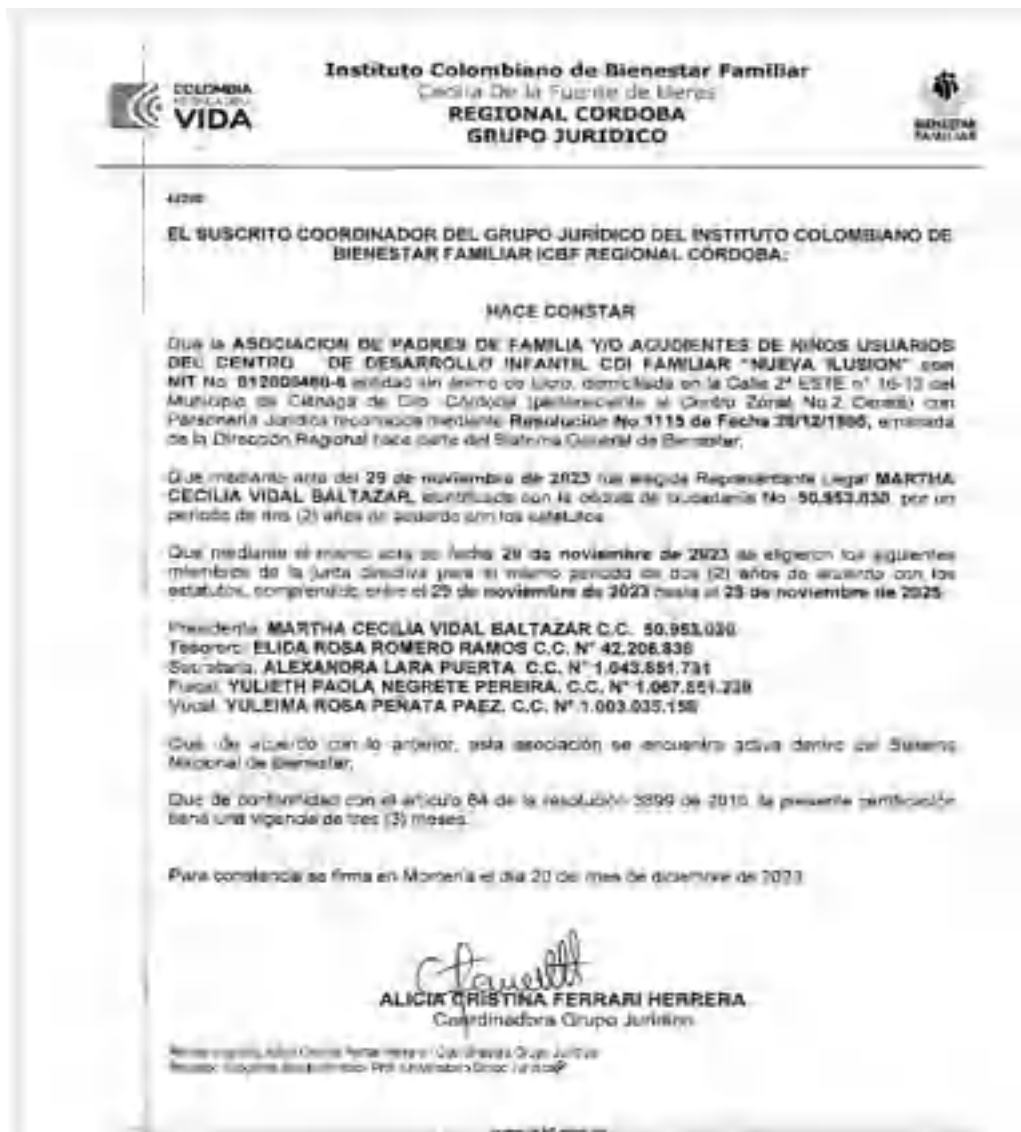 COLOMBIA
VIDA
Instituto Colombiano de Bienestar Familiar
Cecilia De la Fuente de Lleras
REGIONAL CORDOBA
GRUPO JURIDICO
BIENESTAR
FAMILIAR
EL SUSCRITO COORDINADOR DEL GRUPO JURÍDICO DEL INSTITUTO COLOMBIANO DE
BIENESTAR FAMILIAR ICBF REGIONAL CÓRDOBA:
HACE CONSTAR
Que la ASOCIACION DE PADRES DE FAMILIA Y/O ACUDIENTES DE NIÑOS USUARIOS
DEL CENTRO DE DESARROLLO INFANTIL CDI FAMILIAR "NUEVA ILUSION" con
NIT No. entidad sin ánimo de lucro, domiciliada en la Calle 2ª ESTE n° 16-13 del
Municipio de Ciénaga de Oro -Córdoba (perteneciente al Centro Zonal No.2 Cereté) con
Personería Jurídica reconocida mediante Resolución No 1115 de Fecha emanada
de la Dirección Regional hace parte del Sistema General de Bienestar.
Que mediante acta del 29 de noviembre de 2023 fue elegida Representante Legal MARTHA
CECILIA VIDAL BALTAZAR, identificada con la cédula de ciudadanía No. 50.953.030, por un
periodo de dos (2) años de acuerdo con los estatutos.
Que mediante el mismo acta de fecha 29 de noviembre de 2023 se eligieron los siguientes
miembros de la junta directiva para el mismo periodo de dos (2) años de acuerdo con los
estatutos, comprendido entre el 29 de noviembre de 2023 hasta el de noviembre de 2025
Presidenta: MARTHA CECILIA VIDAL BALTAZAR C.C. 50.953.030
Tesorero: ELIDA ROSA ROMERO RAMOS C.C. N°
Secretaria: ALEXANDRA LARA PUERTA C.C. N°
Fiscal: YULIETH PAOLA NEGRETE PEREIRA. C.C. N°
Vocal: YULEIMA ROSA PEÑATA PAEZ. C.C. N°
Que, de acuerdo con lo anterior, esta asociación se encuentra activa dentro del Sistema
Nacional de Bienestar.
Que de conformidad con el artículo 64 de la resolución 3899 de 2010, la presente certificación
tiene una vigencia de tres (3) meses.
Para constancia se firma en Montería el día 20 del mes de diciembre de 2023
ALICIA CRISTINA FERRARI HERRERA
Coordinadora Grupo Jurídico